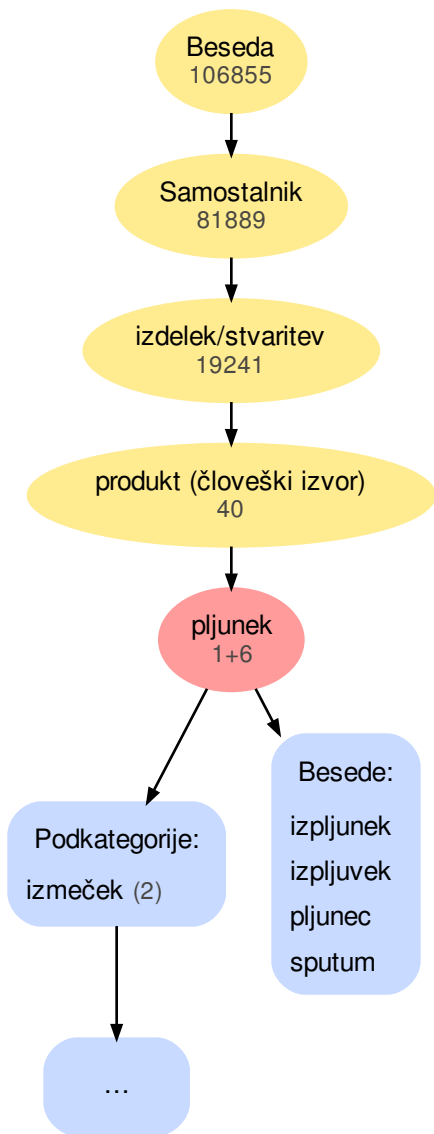 Beseda
106855
Samostalnik
81889
izdelek/stvaritev
19241
produkt (človeški izvor)
40
pljunek
1+6
Podkategorije:
izmeček (2)
...
Besede:
izpljunek
izpljuvek
pljunec
sputum